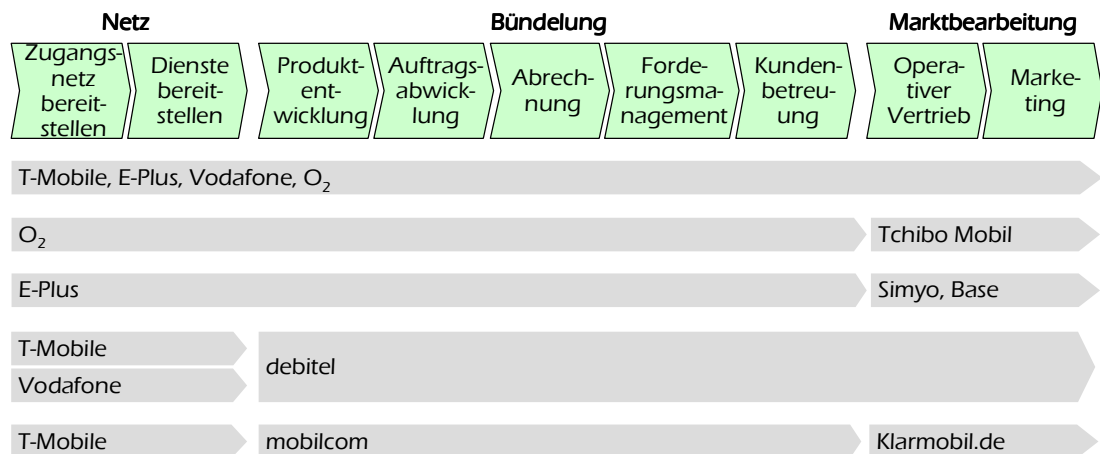 Netz
Bündelung
Marktbearbeitung
Zugangs-
netz
bereit-
stellen
Dienste
bereit-
stellen
Produkt-
ent-
wicklung
Auftrags-
abwick-
lung
Abrech-
nung
Forde-
rungsma-
nagement
Kunden-
betreu-
ung
Opera-
tiver
Vertrieb
Marke-
ting
T-Mobile, E-Plus, Vodafone, O₂
O₂
Tchibo Mobil
E-Plus
Simyo, Base
T-Mobile
Vodafone
debitel
T-Mobile
mobilcom
Klarmobil.de